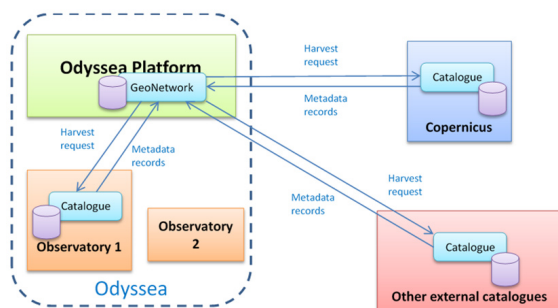 Odyssea Platform
GeoNetwork
Harvest
request
Metadata
records
Catalogue
Copernicus
Harvest
request
Metadata
records
Harvest
request
Metadata
records
Catalogue
Observatory 1
Observatory
2
Odyssea
Catalogue
Other external catalogues